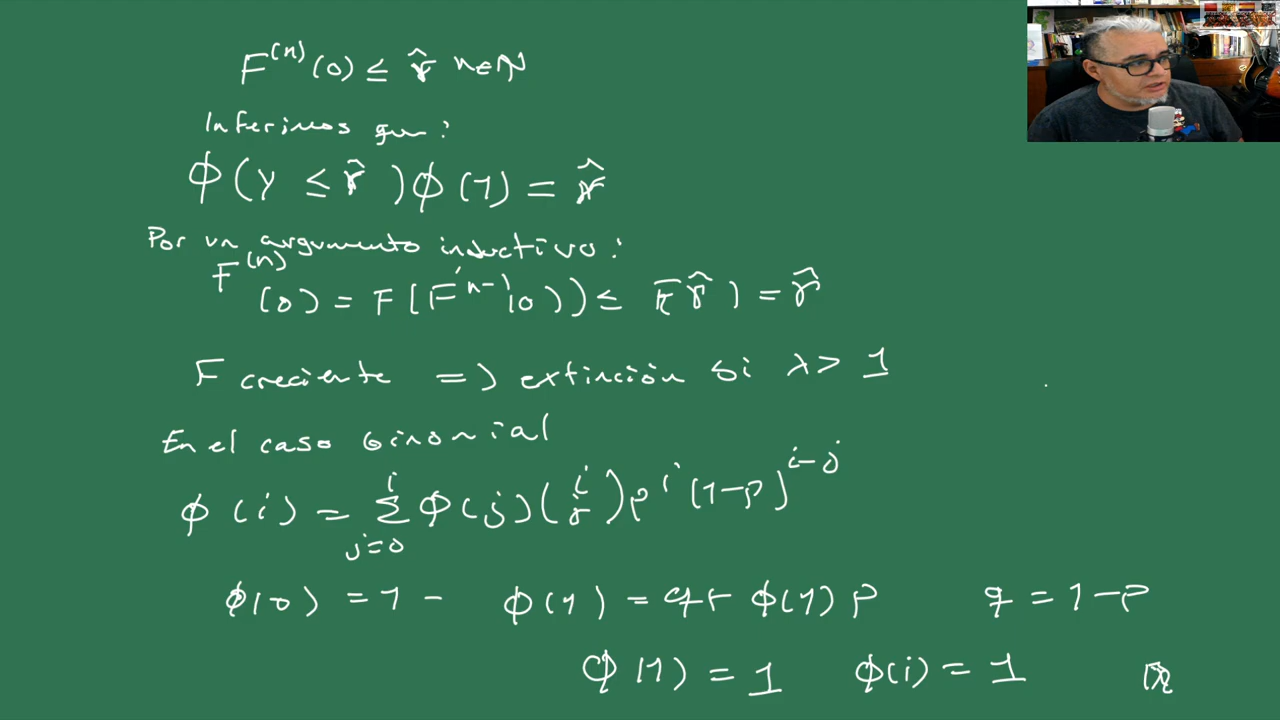 F^(n)(0) ≤ r̂ n∈ℕ
Inferimos que:
Φ(Y ≤ r̂)Φ(1) = r̂
Por un argumento inductivo:
F^(n)(0) = F(F^(n-1)(0)) ≤ F(r̂) = r̂
F creciente => extinción si λ > 1
En el caso binomial
Φ(i) = Σ_{j=0}^{i} Φ(j)(i j) p^i (1-p)^{i-j}
Φ(0) = 1 - Φ(1) = q + Φ(1)p q = 1-p
Φ(1) = 1 Φ(i) = 1